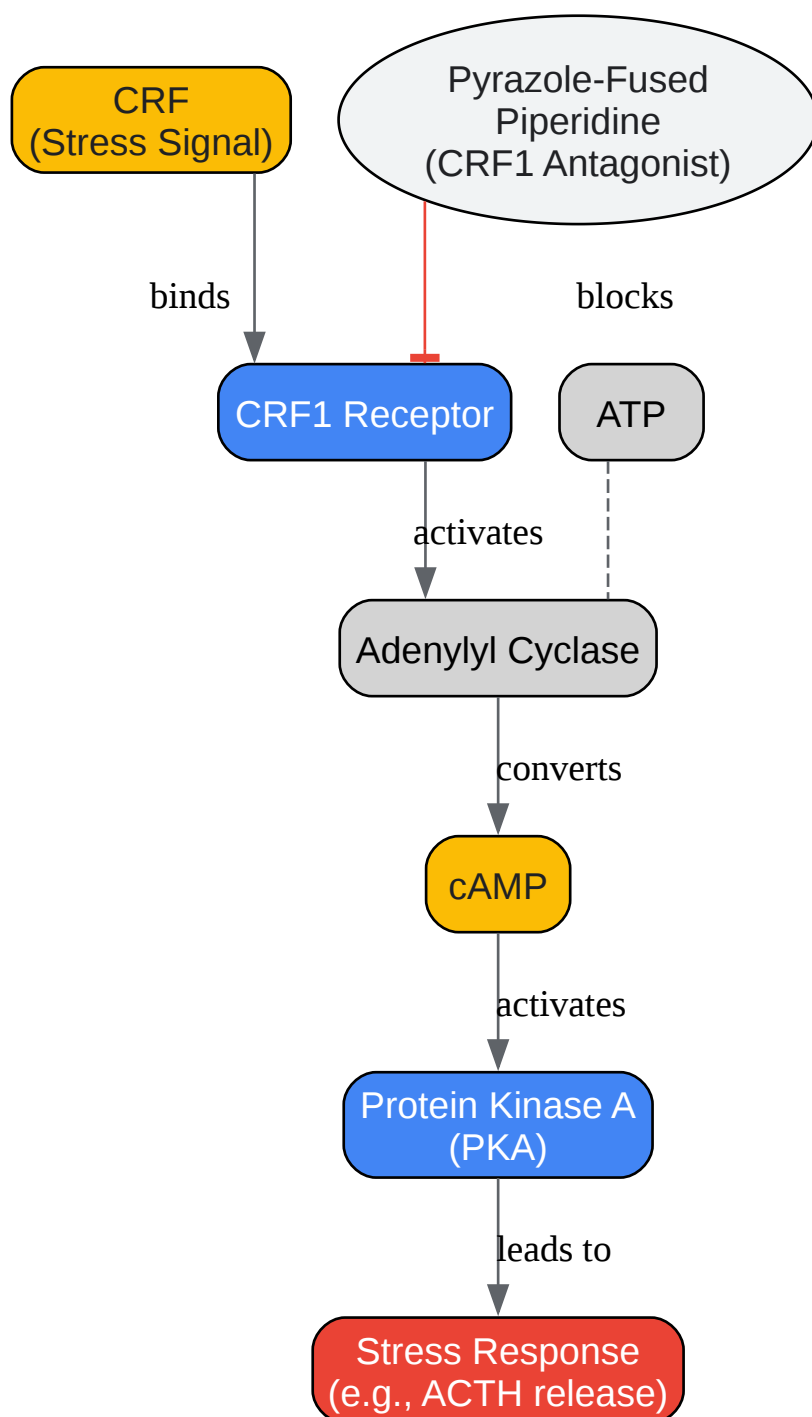 CRF
(Stress Signal)
Pyrazole-Fused
Piperidine
(CRF1 Antagonist)
binds
blocks
CRF1 Receptor
ATP
activates
Adenylyl Cyclase
converts
cAMP
activates
Protein Kinase A
(PKA)
leads to
Stress Response
(e.g., ACTH release)